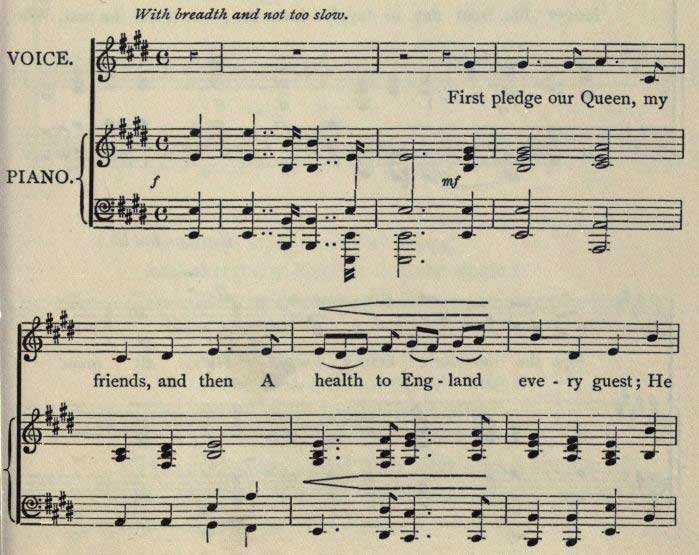 With breadth and not too slow.
VOICE.
First pledge our Queen, my
PIANO.
f
mf
friends, and then A health to Eng - land eve - ry guest; He